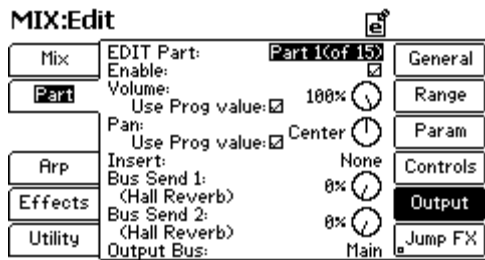 MIX:Edit
e
Mix
Part
Arp
Effects
Utility
EDIT Part: Part 1(of 15)
Enable:
Volume: 100%
Use Prog value:
Pan: Center
Use Prog value:
Insert: None
Bus Send 1: 0%
(Hall Reverb)
Bus Send 2: 0%
(Hall Reverb)
Output Bus: Main
General
Range
Param
Controls
Output
Jump FX